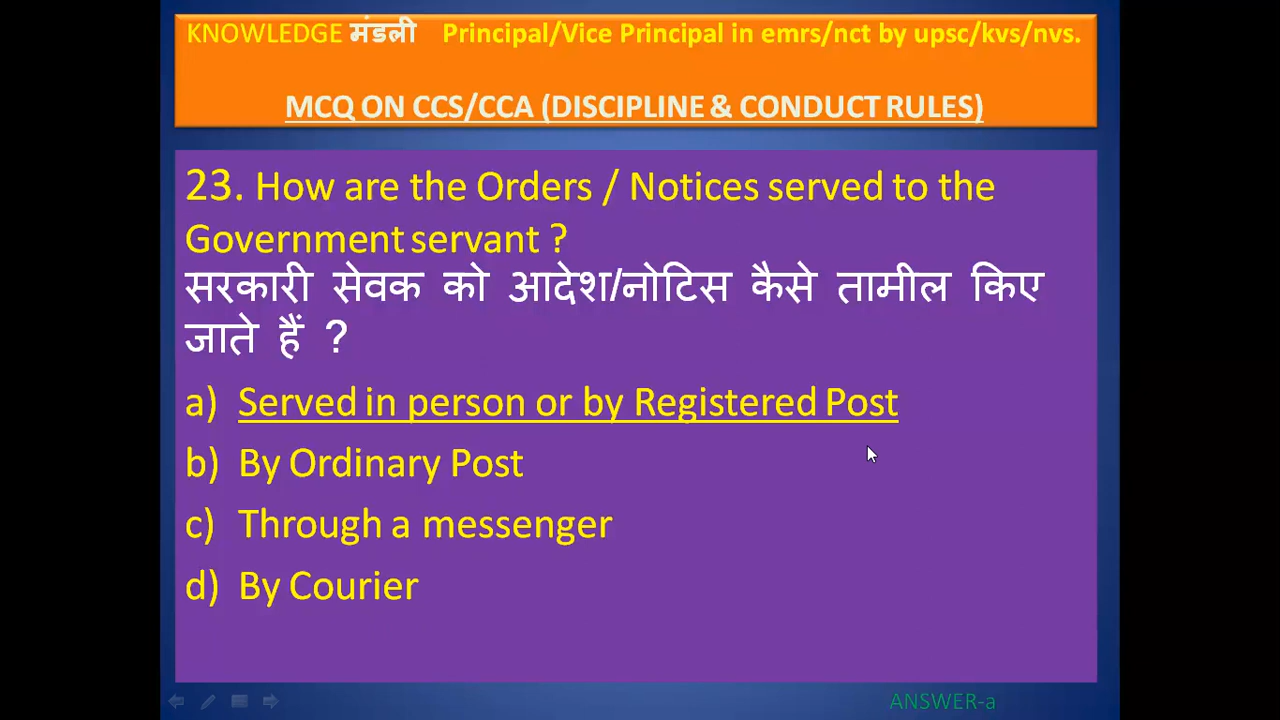 KNOWLEDGE मंडली Principal/Vice Principal in emrs/nct by upsc/kvs/nvs.
MCQ ON CCS/CCA (DISCIPLINE & CONDUCT RULES)
23. How are the Orders / Notices served to the
Government servant ?
सरकारी सेवक को आदेश/नोटिस कैसे तामील किए
जाते हैं ?
a) Served in person or by Registered Post
b) By Ordinary Post
c) Through a messenger
d) By Courier
ANSWER-a